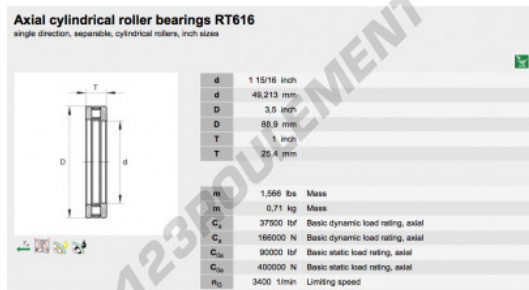 Axial cylindrical roller bearings RT616
single direction, separable, cylindrical rollers, inch sizes
d 1 15/16 inch
d 49,213 mm
D 3,5 inch
D 88,9 mm
T 1 inch
T 25,4 mm
T
D
d
m 1,566 lbs Mass
m 0,71 kg Mass
Ca 37500 lbf Basic dynamic load rating, axial
Ca 166000 N Basic dynamic load rating, axial
C0a 90000 lbf Basic static load rating, axial
C0a 400000 N Basic static load rating, axial
nG 3400 1/min Limiting speed
123ROULEMENT